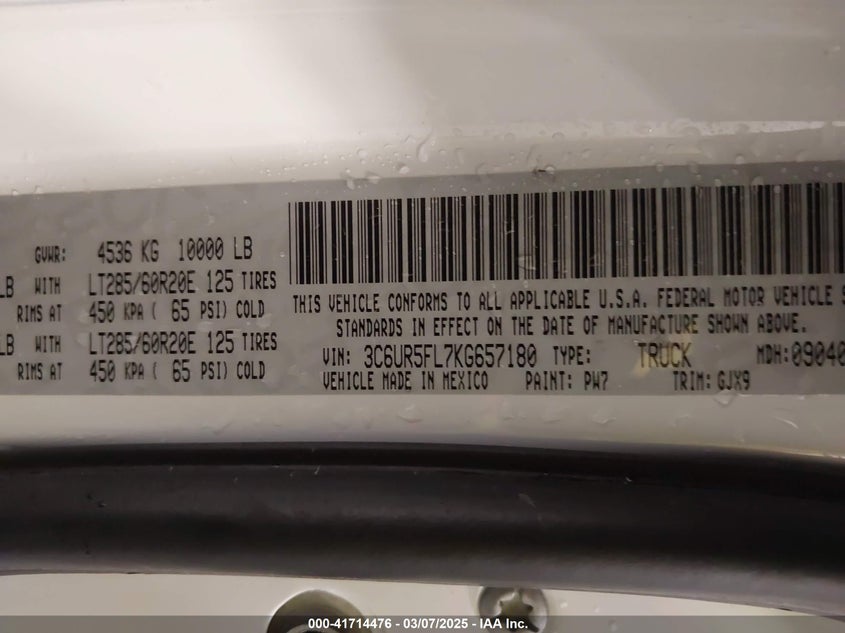 GVWR: 4536 KG 10000 LB
LB WITH LT285/60R20E 125 TIRES
RIMS AT 450 KPA ( 65 PSI) COLD
LB WITH LT285/60R20E 125 TIRES
RIMS AT 450 KPA ( 65 PSI) COLD
THIS VEHICLE CONFORMS TO ALL APPLICABLE U.S.A. FEDERAL MOTOR VEHICLE S
STANDARDS IN EFFECT ON THE DATE OF MANUFACTURE SHOWN ABOVE.
VIN: 3C6UR5FL7KG657180 TYPE: TRUCK MDH:09040
VEHICLE MADE IN MEXICO PAINT: PW7 TRIM: GJX9
000-41714476 - 03/07/2025 - IAA Inc.